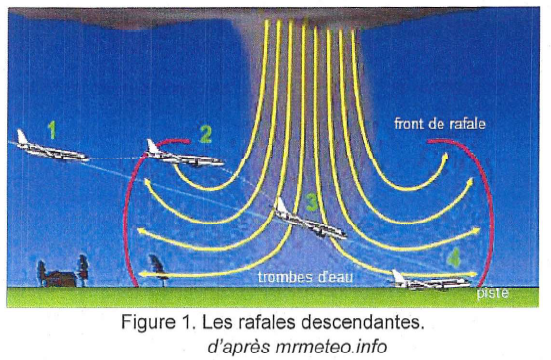 1
2
front de rafale
3
4
trombes d'eau
piste
Figure 1. Les rafales descendantes.
d'après mrmeteo.info